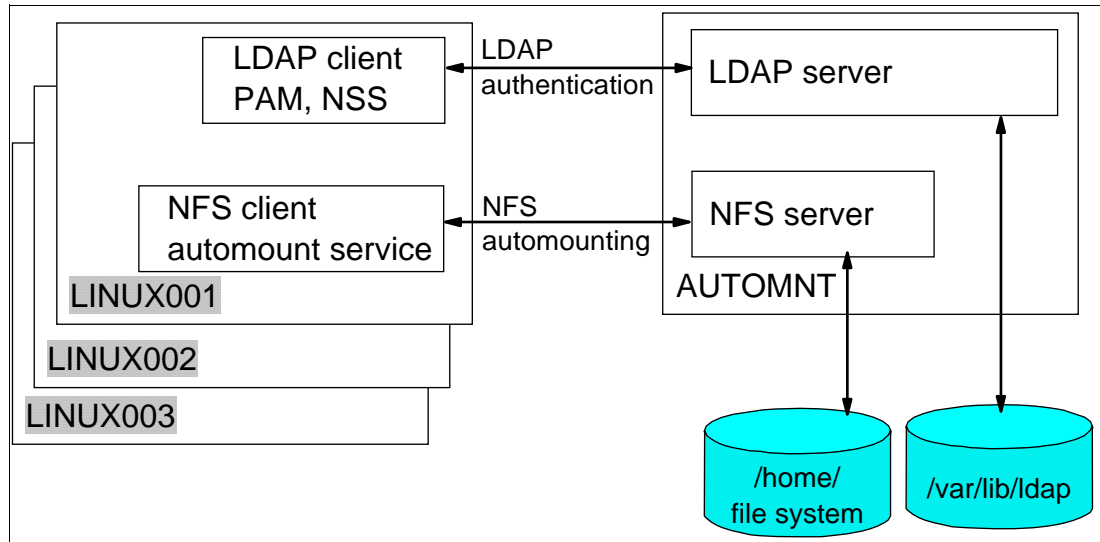 LDAP client
PAM, NSS
LDAP
authentication
LDAP server
NFS client
automount service
NFS
automounting
NFS server
LINUX001
AUTOMNT
LINUX002
LINUX003
/home/
file system
/var/lib/ldap